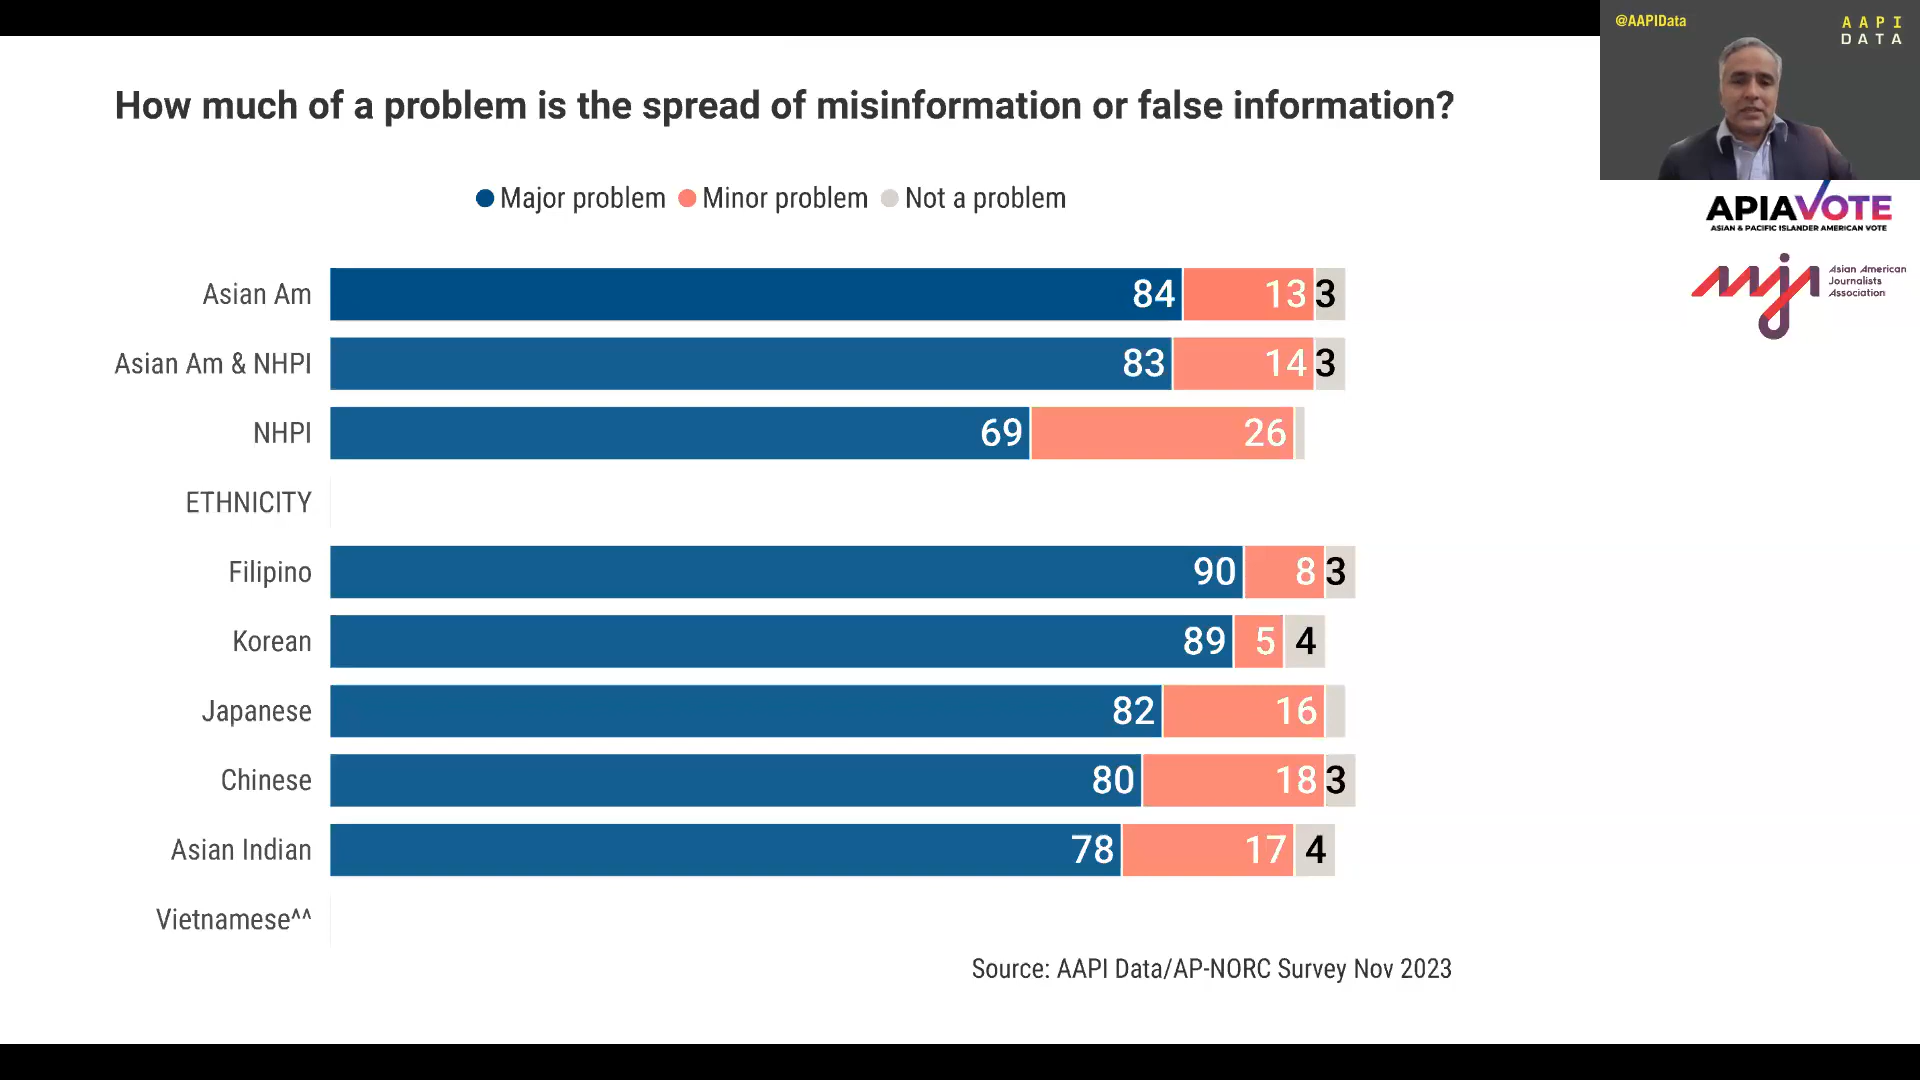 How much of a problem is the spread of misinformation or false information?
Major problem Minor problem Not a problem
Asian Am 84 13 3
Asian Am & NHPI 83 14 3
NHPI 69 26
ETHNICITY
Filipino 90 8 3
Korean 89 5 4
Japanese 82 16
Chinese 80 18 3
Asian Indian 78 17 4
Vietnamese^^
Source: AAPI Data/AP-NORC Survey Nov 2023
@AAPIData
AAPI
DATA
APIAVOTE
ASIAN & PACIFIC ISLANDER AMERICAN VOTE
aaja
Asian American
Journalists
Association